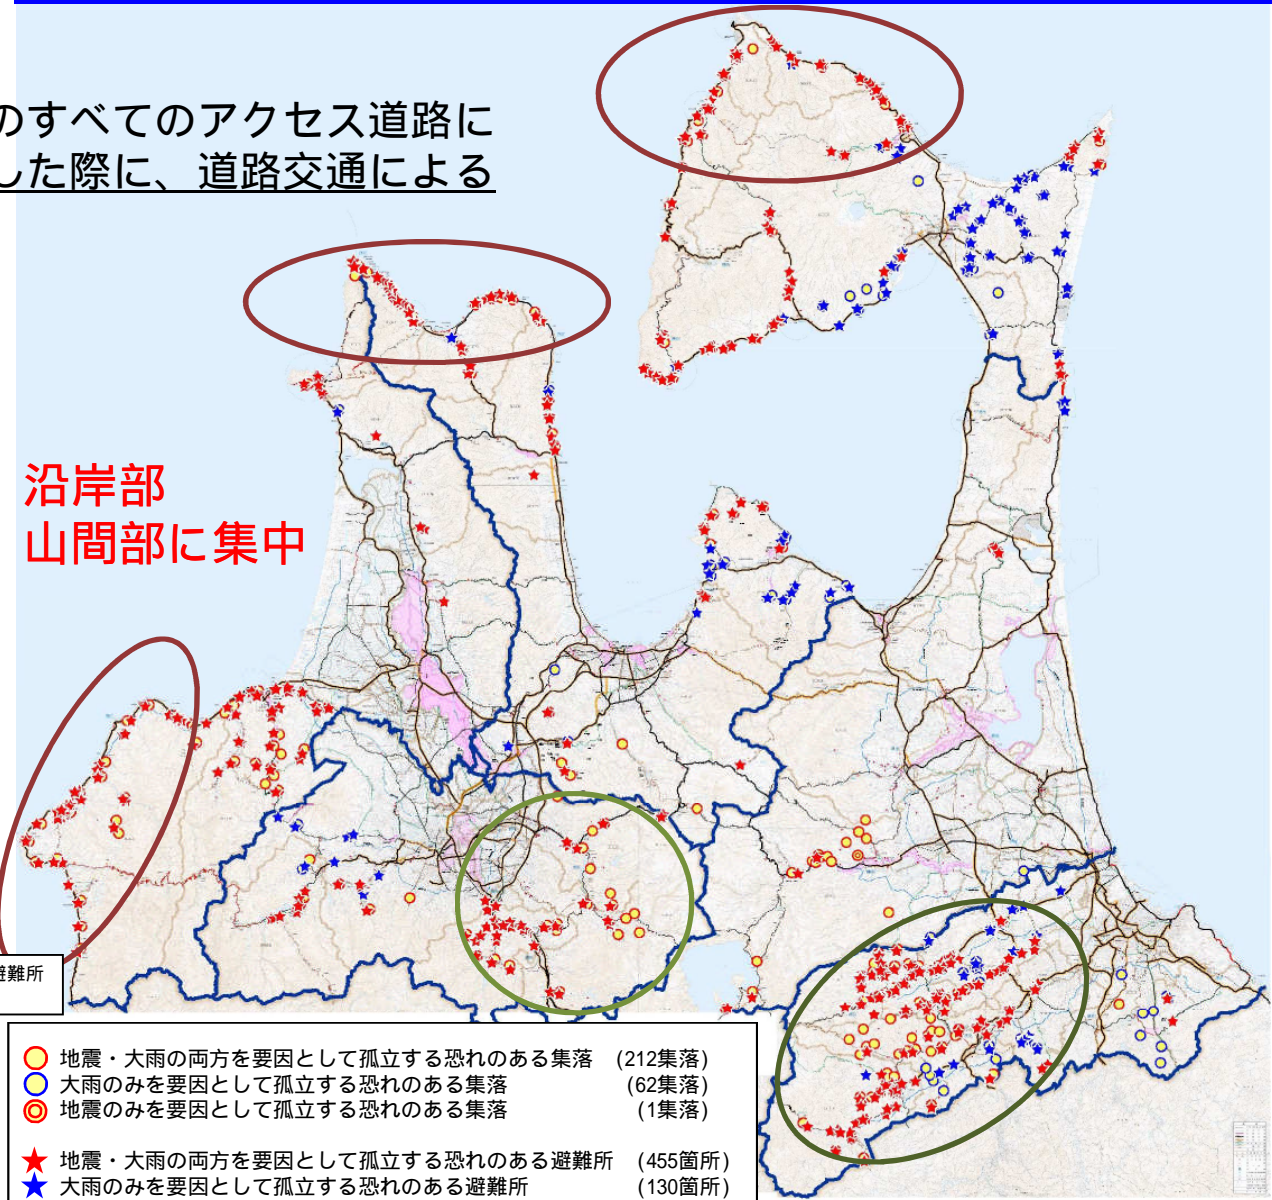 のすべてのアクセス道路に
した際に、道路交通による
沿岸部
山間部に集中
避難所
地震・大雨の両方を要因として孤立する恐れのある集落 (212集落)
大雨のみを要因として孤立する恐れのある集落 (62集落)
地震のみを要因として孤立する恐れのある集落 (1集落)
地震・大雨の両方を要因として孤立する恐れのある避難所 (455箇所)
大雨のみを要因として孤立する恐れのある避難所 (130箇所)